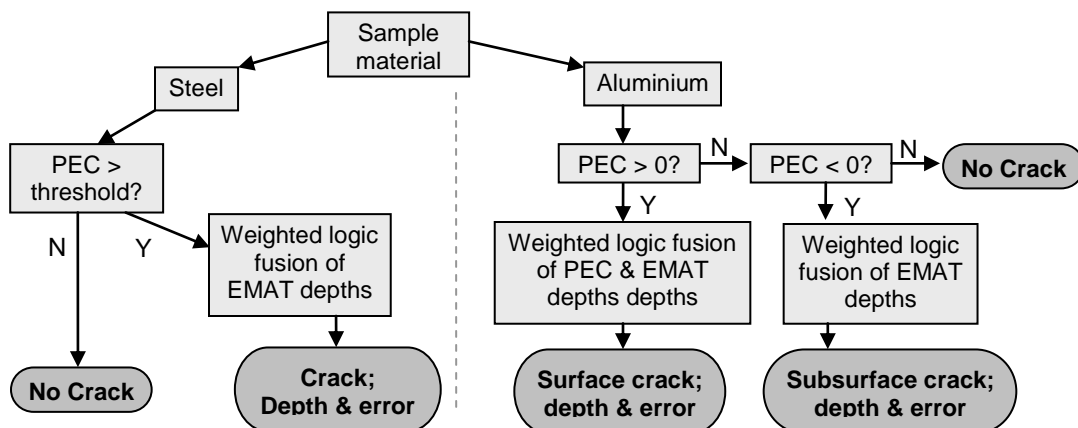 Sample
material
Steel
Aluminium
PEC >
threshold?
N
Y
Weighted logic
fusion of
EMAT depths
No Crack
Crack;
Depth & error
PEC > 0?
N
PEC < 0?
N
No Crack
Y
Y
Weighted logic fusion
of PEC & EMAT
depths depths
Weighted logic
fusion of EMAT
depths
Surface crack;
depth & error
Subsurface crack;
depth & error